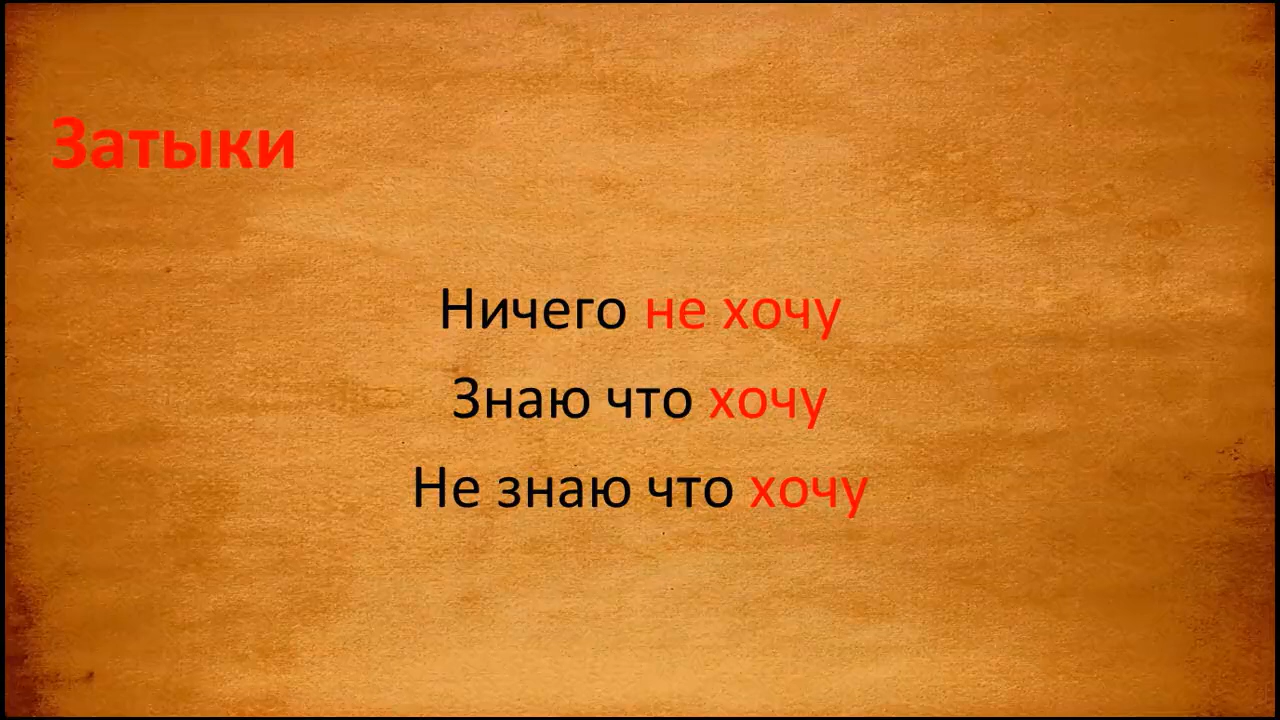 Затыки
Ничего не хочу
Знаю что хочу
Не знаю что хочу